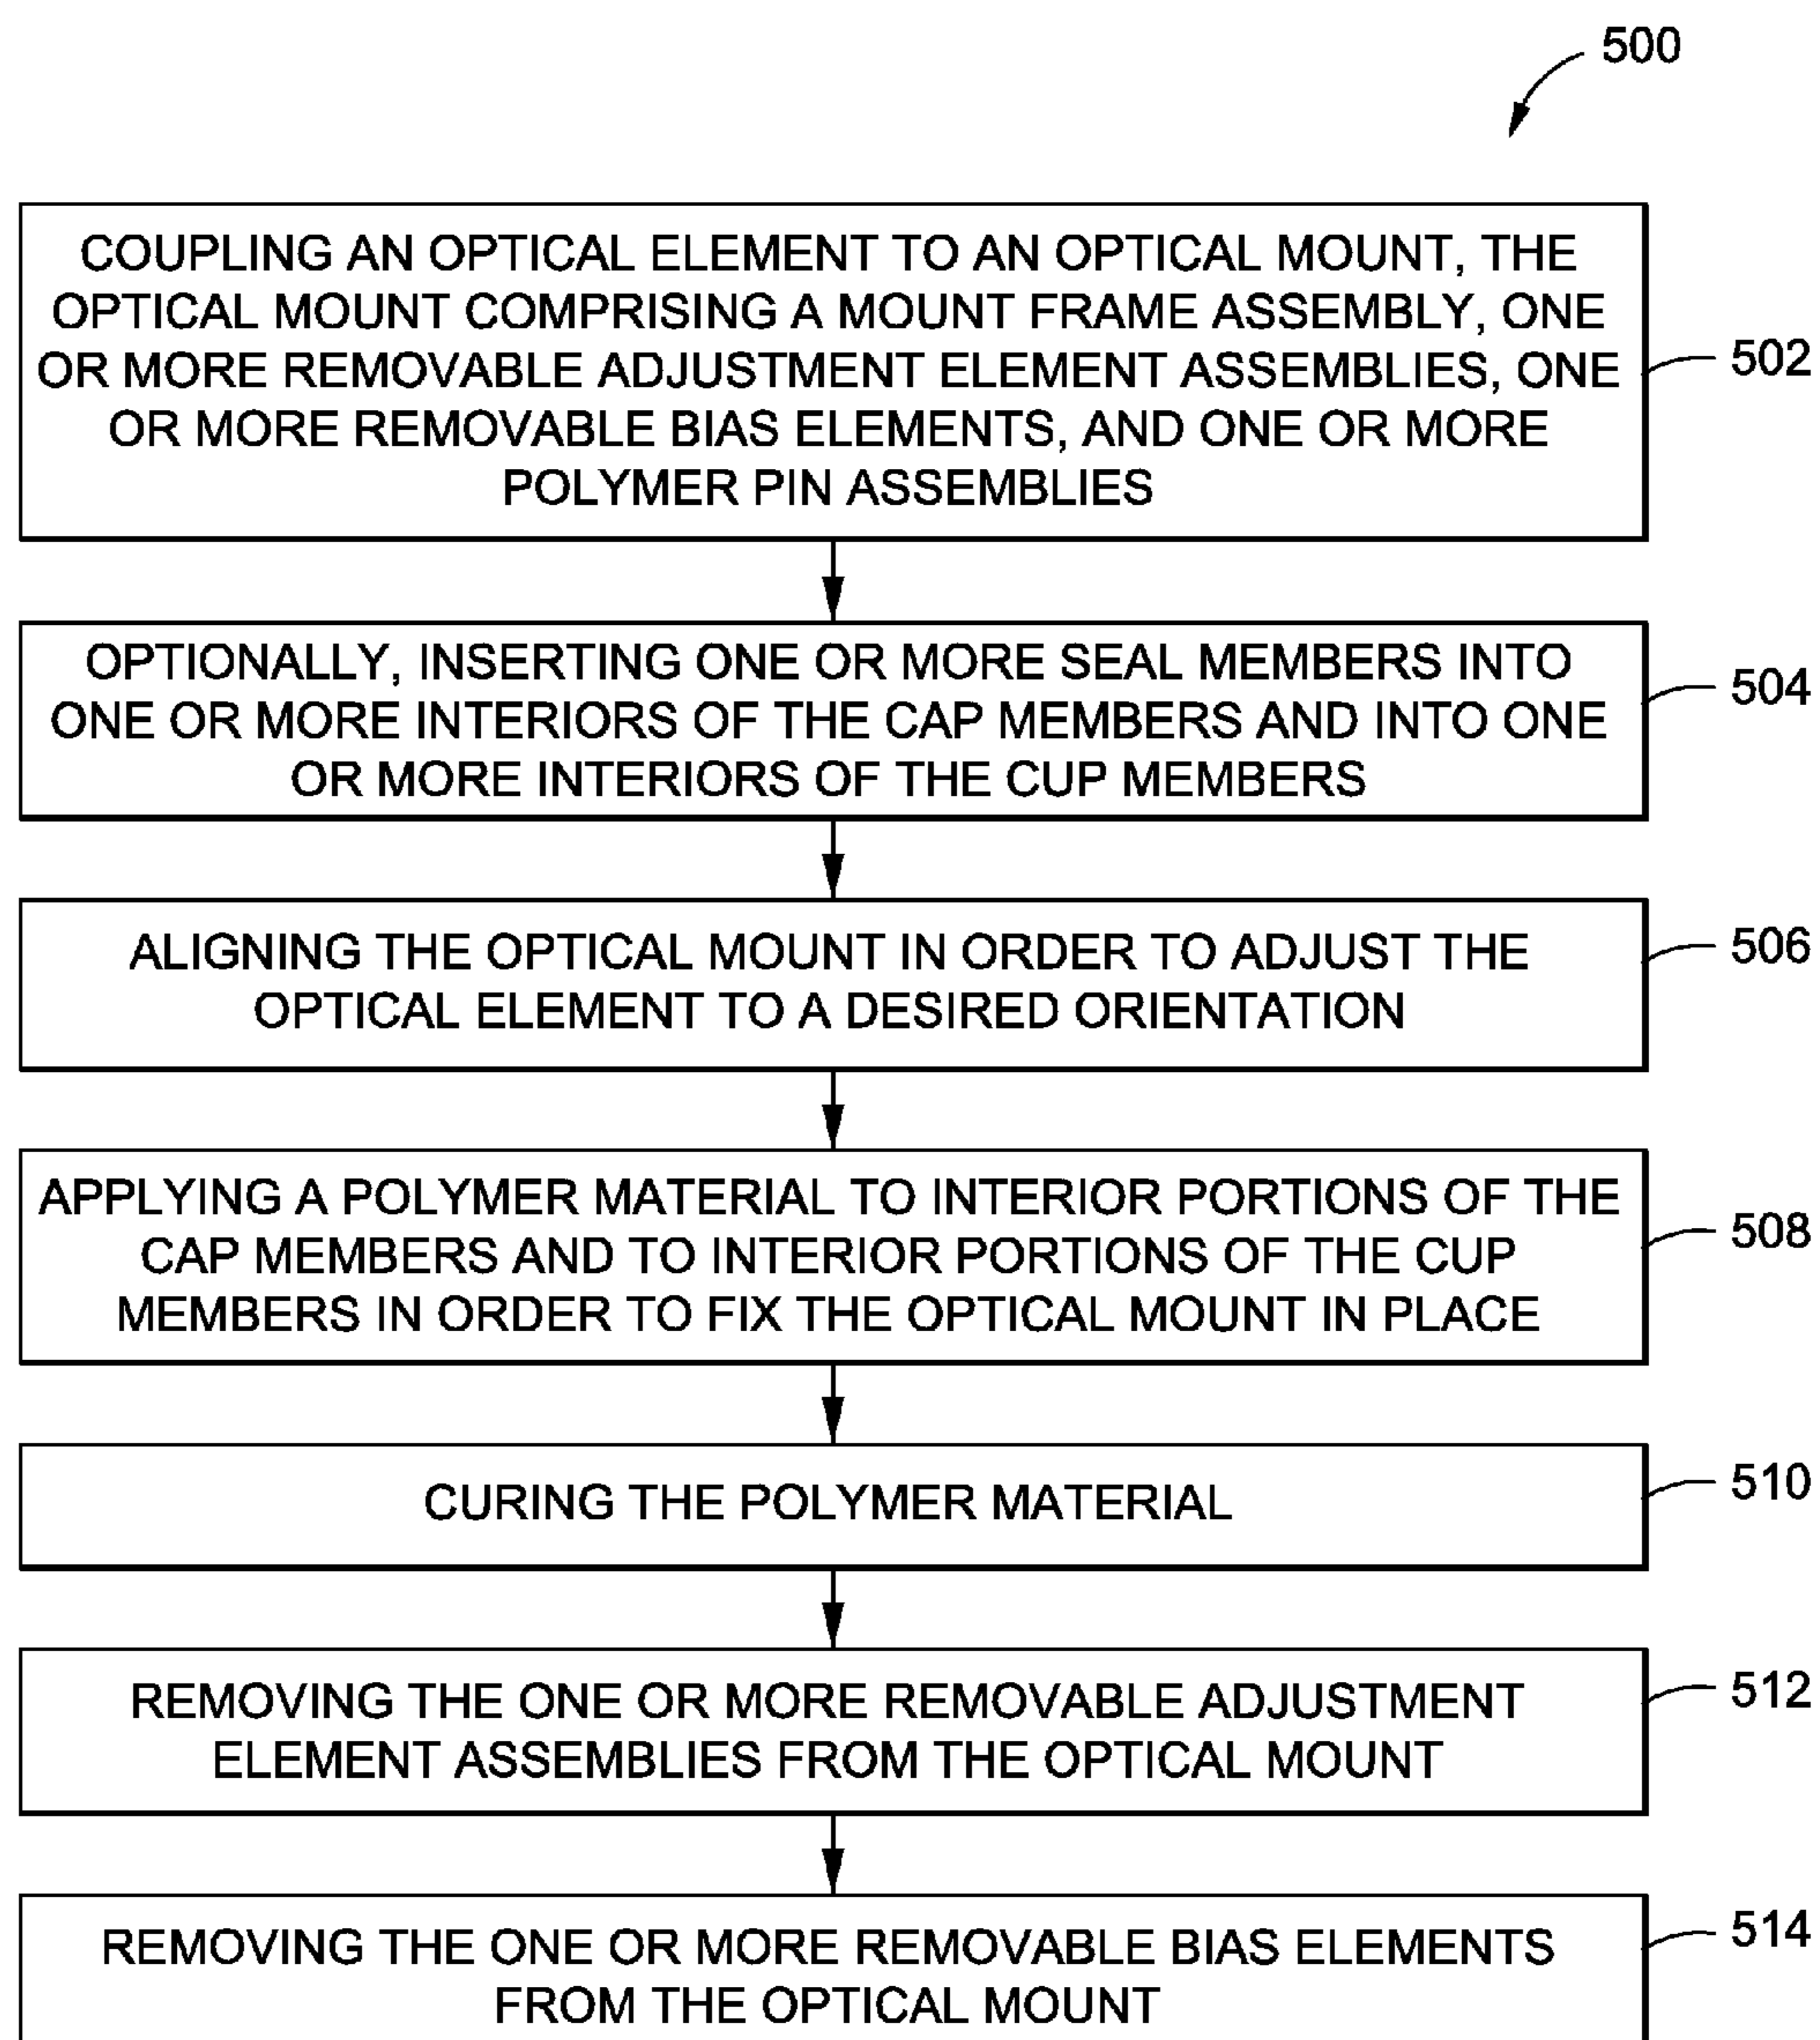 500
COUPLING AN OPTICAL ELEMENT TO AN OPTICAL MOUNT, THE
OPTICAL MOUNT COMPRISING A MOUNT FRAME ASSEMBLY, ONE
OR MORE REMOVABLE ADJUSTMENT ELEMENT ASSEMBLIES, ONE
OR MORE REMOVABLE BIAS ELEMENTS, AND ONE OR MORE
POLYMER PIN ASSEMBLIES
502
OPTIONALLY, INSERTING ONE OR MORE SEAL MEMBERS INTO
ONE OR MORE INTERIORS OF THE CAP MEMBERS AND INTO ONE
OR MORE INTERIORS OF THE CUP MEMBERS
504
ALIGNING THE OPTICAL MOUNT IN ORDER TO ADJUST THE
OPTICAL ELEMENT TO A DESIRED ORIENTATION
506
APPLYING A POLYMER MATERIAL TO INTERIOR PORTIONS OF THE
CAP MEMBERS AND TO INTERIOR PORTIONS OF THE CUP
MEMBERS IN ORDER TO FIX THE OPTICAL MOUNT IN PLACE
508
CURING THE POLYMER MATERIAL
510
REMOVING THE ONE OR MORE REMOVABLE ADJUSTMENT
ELEMENT ASSEMBLIES FROM THE OPTICAL MOUNT
512
REMOVING THE ONE OR MORE REMOVABLE BIAS ELEMENTS
FROM THE OPTICAL MOUNT
514